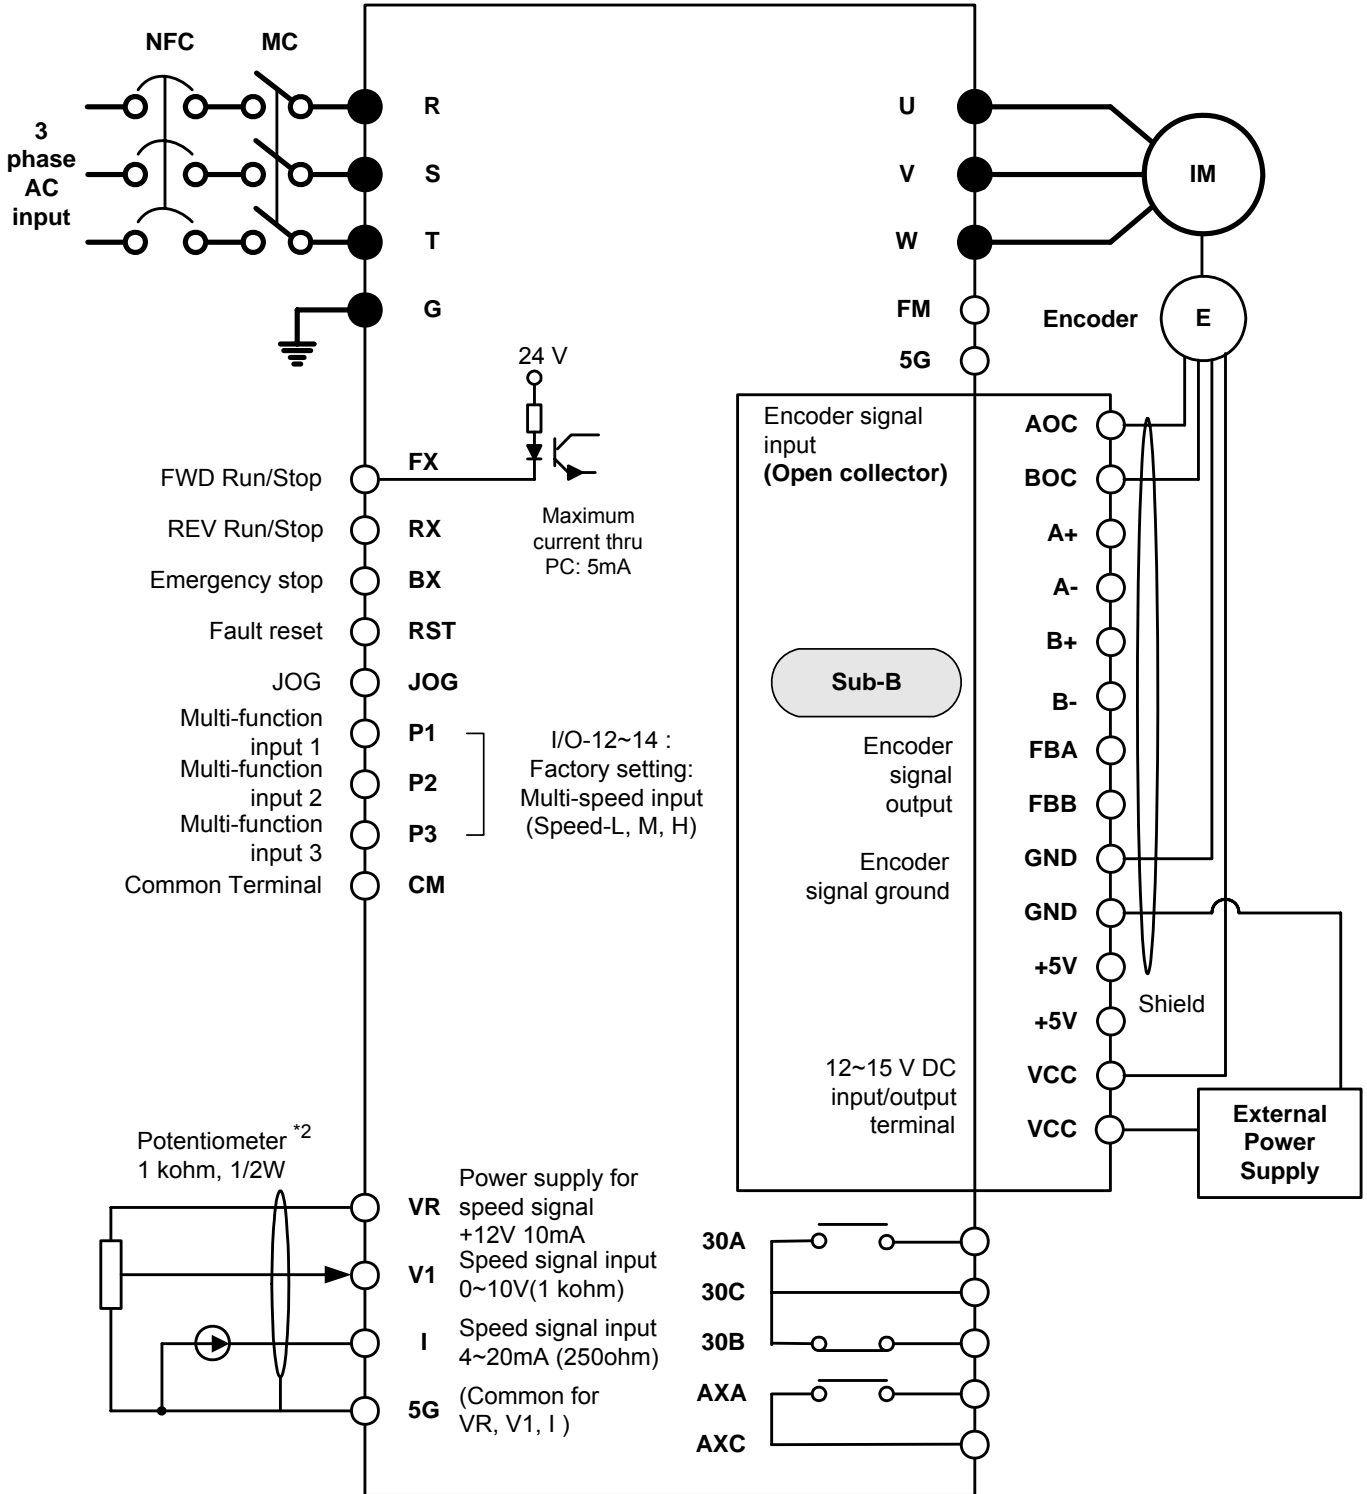 NFC
MC
3
phase
AC
input
R
S
T
G
U
V
W
FM
5G
IM
Encoder
E
24 V
FX
Maximum
current thru
PC: 5mA
FWD Run/Stop
REV Run/Stop
RX
Emergency stop
BX
Fault reset
RST
JOG
JOG
Multi-function
input 1
P1
Multi-function
input 2
P2
Multi-function
input 3
P3
I/O-12~14 :
Factory setting:
Multi-speed input
(Speed-L, M, H)
Common Terminal
CM
Encoder signal
input
(Open collector)
Sub-B
Encoder
signal
output
Encoder
signal ground
12~15 V DC
input/output
terminal
AOC
BOC
A+
A-
B+
B-
FBA
FBB
GND
GND
+5V
+5V
VCC
VCC
Shield
External
Power
Supply
Potentiometer *2
1 kohm, 1/2W
VR
Power supply for
speed signal
+12V 10mA
V1
Speed signal input
0~10V(1 kohm)
I
Speed signal input
4~20mA (250ohm)
5G
(Common for
VR, V1, I )
30A
30C
30B
AXA
AXC